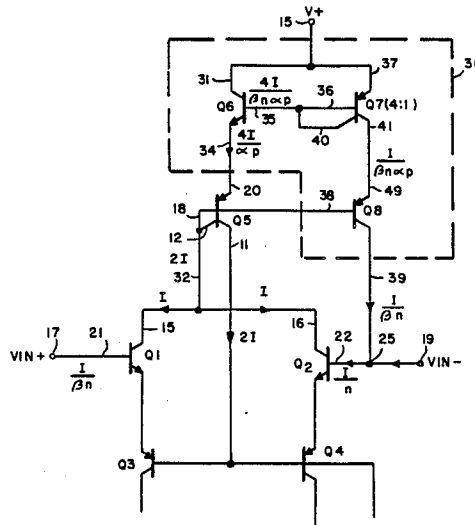 V+
15
31
37
36
Q6
35
Q7(4:1)
4I
βnαp
40
41
34
4I
αp
I
βnαp
20
49
18
38
Q5
Q8
12
11
2I
32
39
I
I
I
βn
15
16
2I
17
21
VIN+
Q1
I
βn
22
25
19
Q2
VIN-
I
n
Q3
Q4